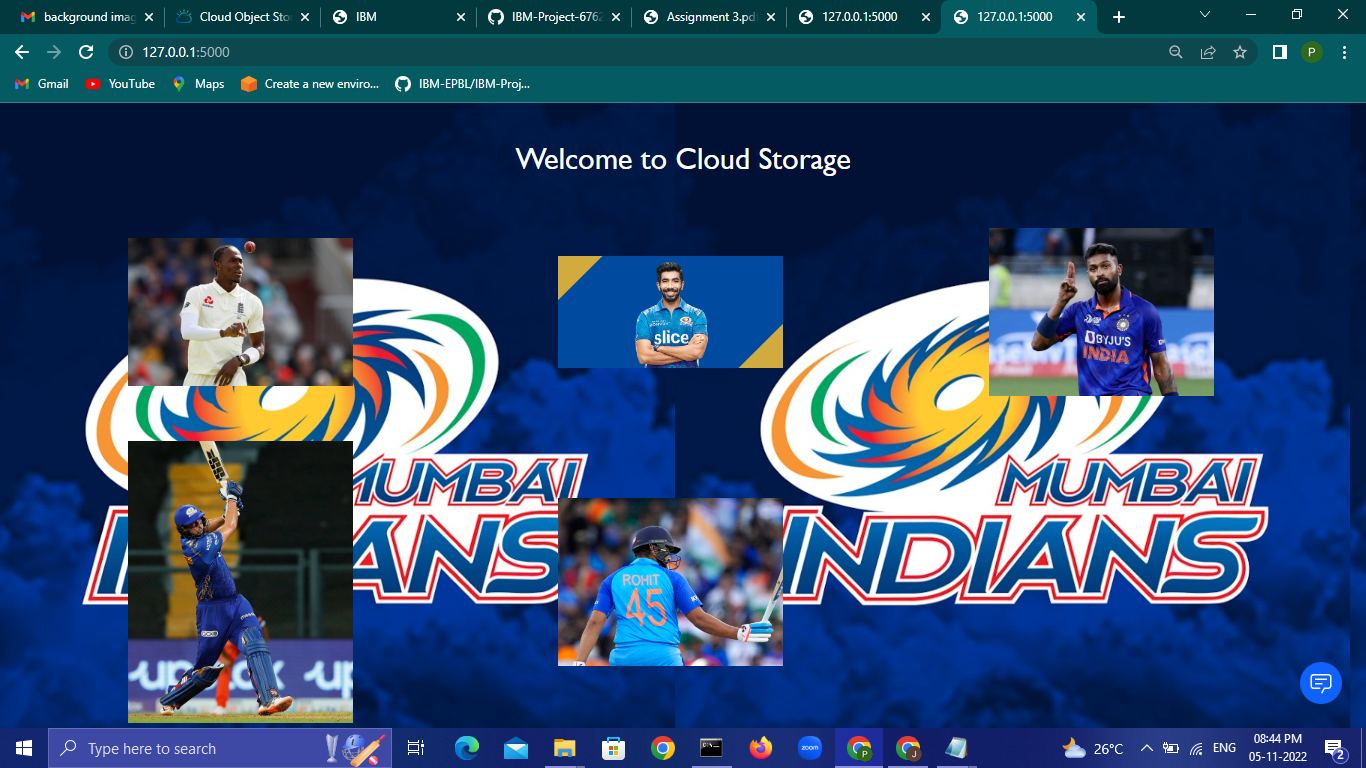 background imag
Cloud Object Sto
IBM
IBM-Project-6762
Assignment 3.pd
127.0.0.1:5000
127.0.0.1:5000
127.0.0.1:5000
P
Gmail
YouTube
Maps
Create a new enviro...
IBM-EPBL/IBM-Proj...
Welcome to Cloud Storage
slice
BYJU'S
INDIA
MUMBAI
INDIANS
MUMBAI
INDIANS
ROHIT
45
Type here to search
zoom
P
J
26°C
ENG
08:44 PM
05-11-2022
2